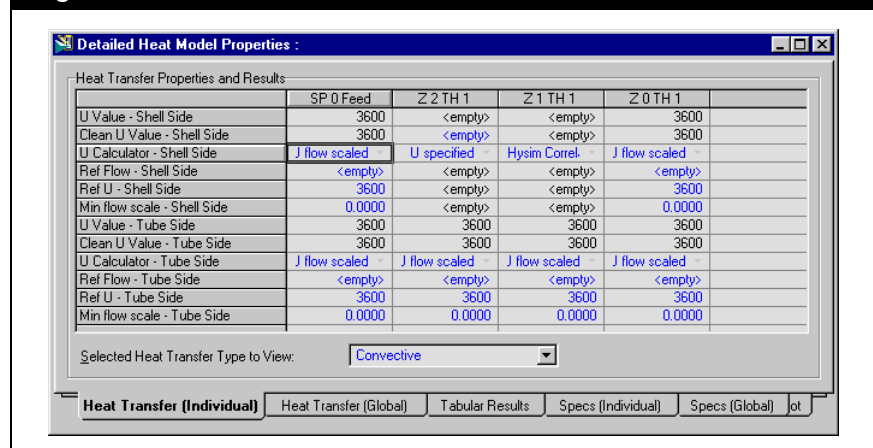 Detailed Heat Model Properties :
Heat Transfer Properties and Results
SP 0 Feed Z 2 TH 1 Z 1 TH 1 Z 0 TH 1
U Value - Shell Side 3600 <empty> <empty> 3600
Clean U Value - Shell Side 3600 <empty> <empty> 3600
U Calculator - Shell Side J flow scaled U specified Hysim Correl. J flow scaled
Ref Flow - Shell Side <empty> <empty> <empty> <empty>
Ref U - Shell Side 3600 <empty> <empty> 3600
Min flow scale - Shell Side 0.0000 <empty> <empty> 0.0000
U Value - Tube Side 3600 3600 3600 3600
Clean U Value - Tube Side 3600 3600 3600 3600
U Calculator - Tube Side J flow scaled J flow scaled J flow scaled J flow scaled
Ref Flow - Tube Side <empty> <empty> <empty> <empty>
Ref U - Tube Side 3600 3600 3600 3600
Min flow scale - Tube Side 0.0000 0.0000 0.0000 0.0000
Selected Heat Transfer Type to View: Convective
Heat Transfer (Individual) Heat Transfer (Global) Tabular Results Specs (Individual) Specs (Global) ot